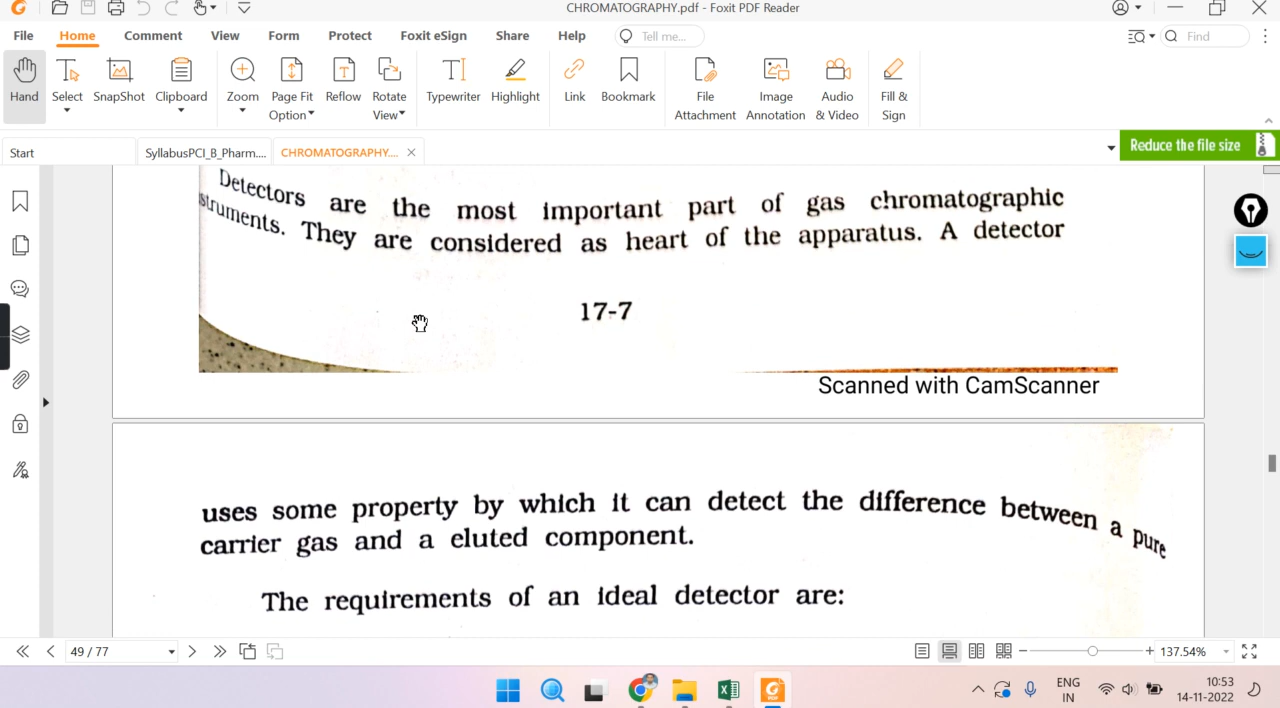 CHROMATOGRAPHY.pdf - Foxit PDF Reader
File Home Comment View Form Protect Foxit eSign Share Help Tell me... Find
Hand Select SnapShot Clipboard Zoom Page Fit Option Reflow Rotate View Typewriter Highlight Link Bookmark File Attachment Image Annotation Audio & Video Fill & Sign
Start SyllabusPCI_B_Pharm.... CHROMATOGRAPHY.... Reduce the file size
Detectors are the most important part of gas chromatographic
struments. They are considered as heart of the apparatus. A detector
17-7
Scanned with CamScanner
uses some property by which it can detect the difference between a pure
carrier gas and a eluted component.
The requirements of an ideal detector are:
49 / 77 137.54%
ENG 10:53
IN 14-11-2022